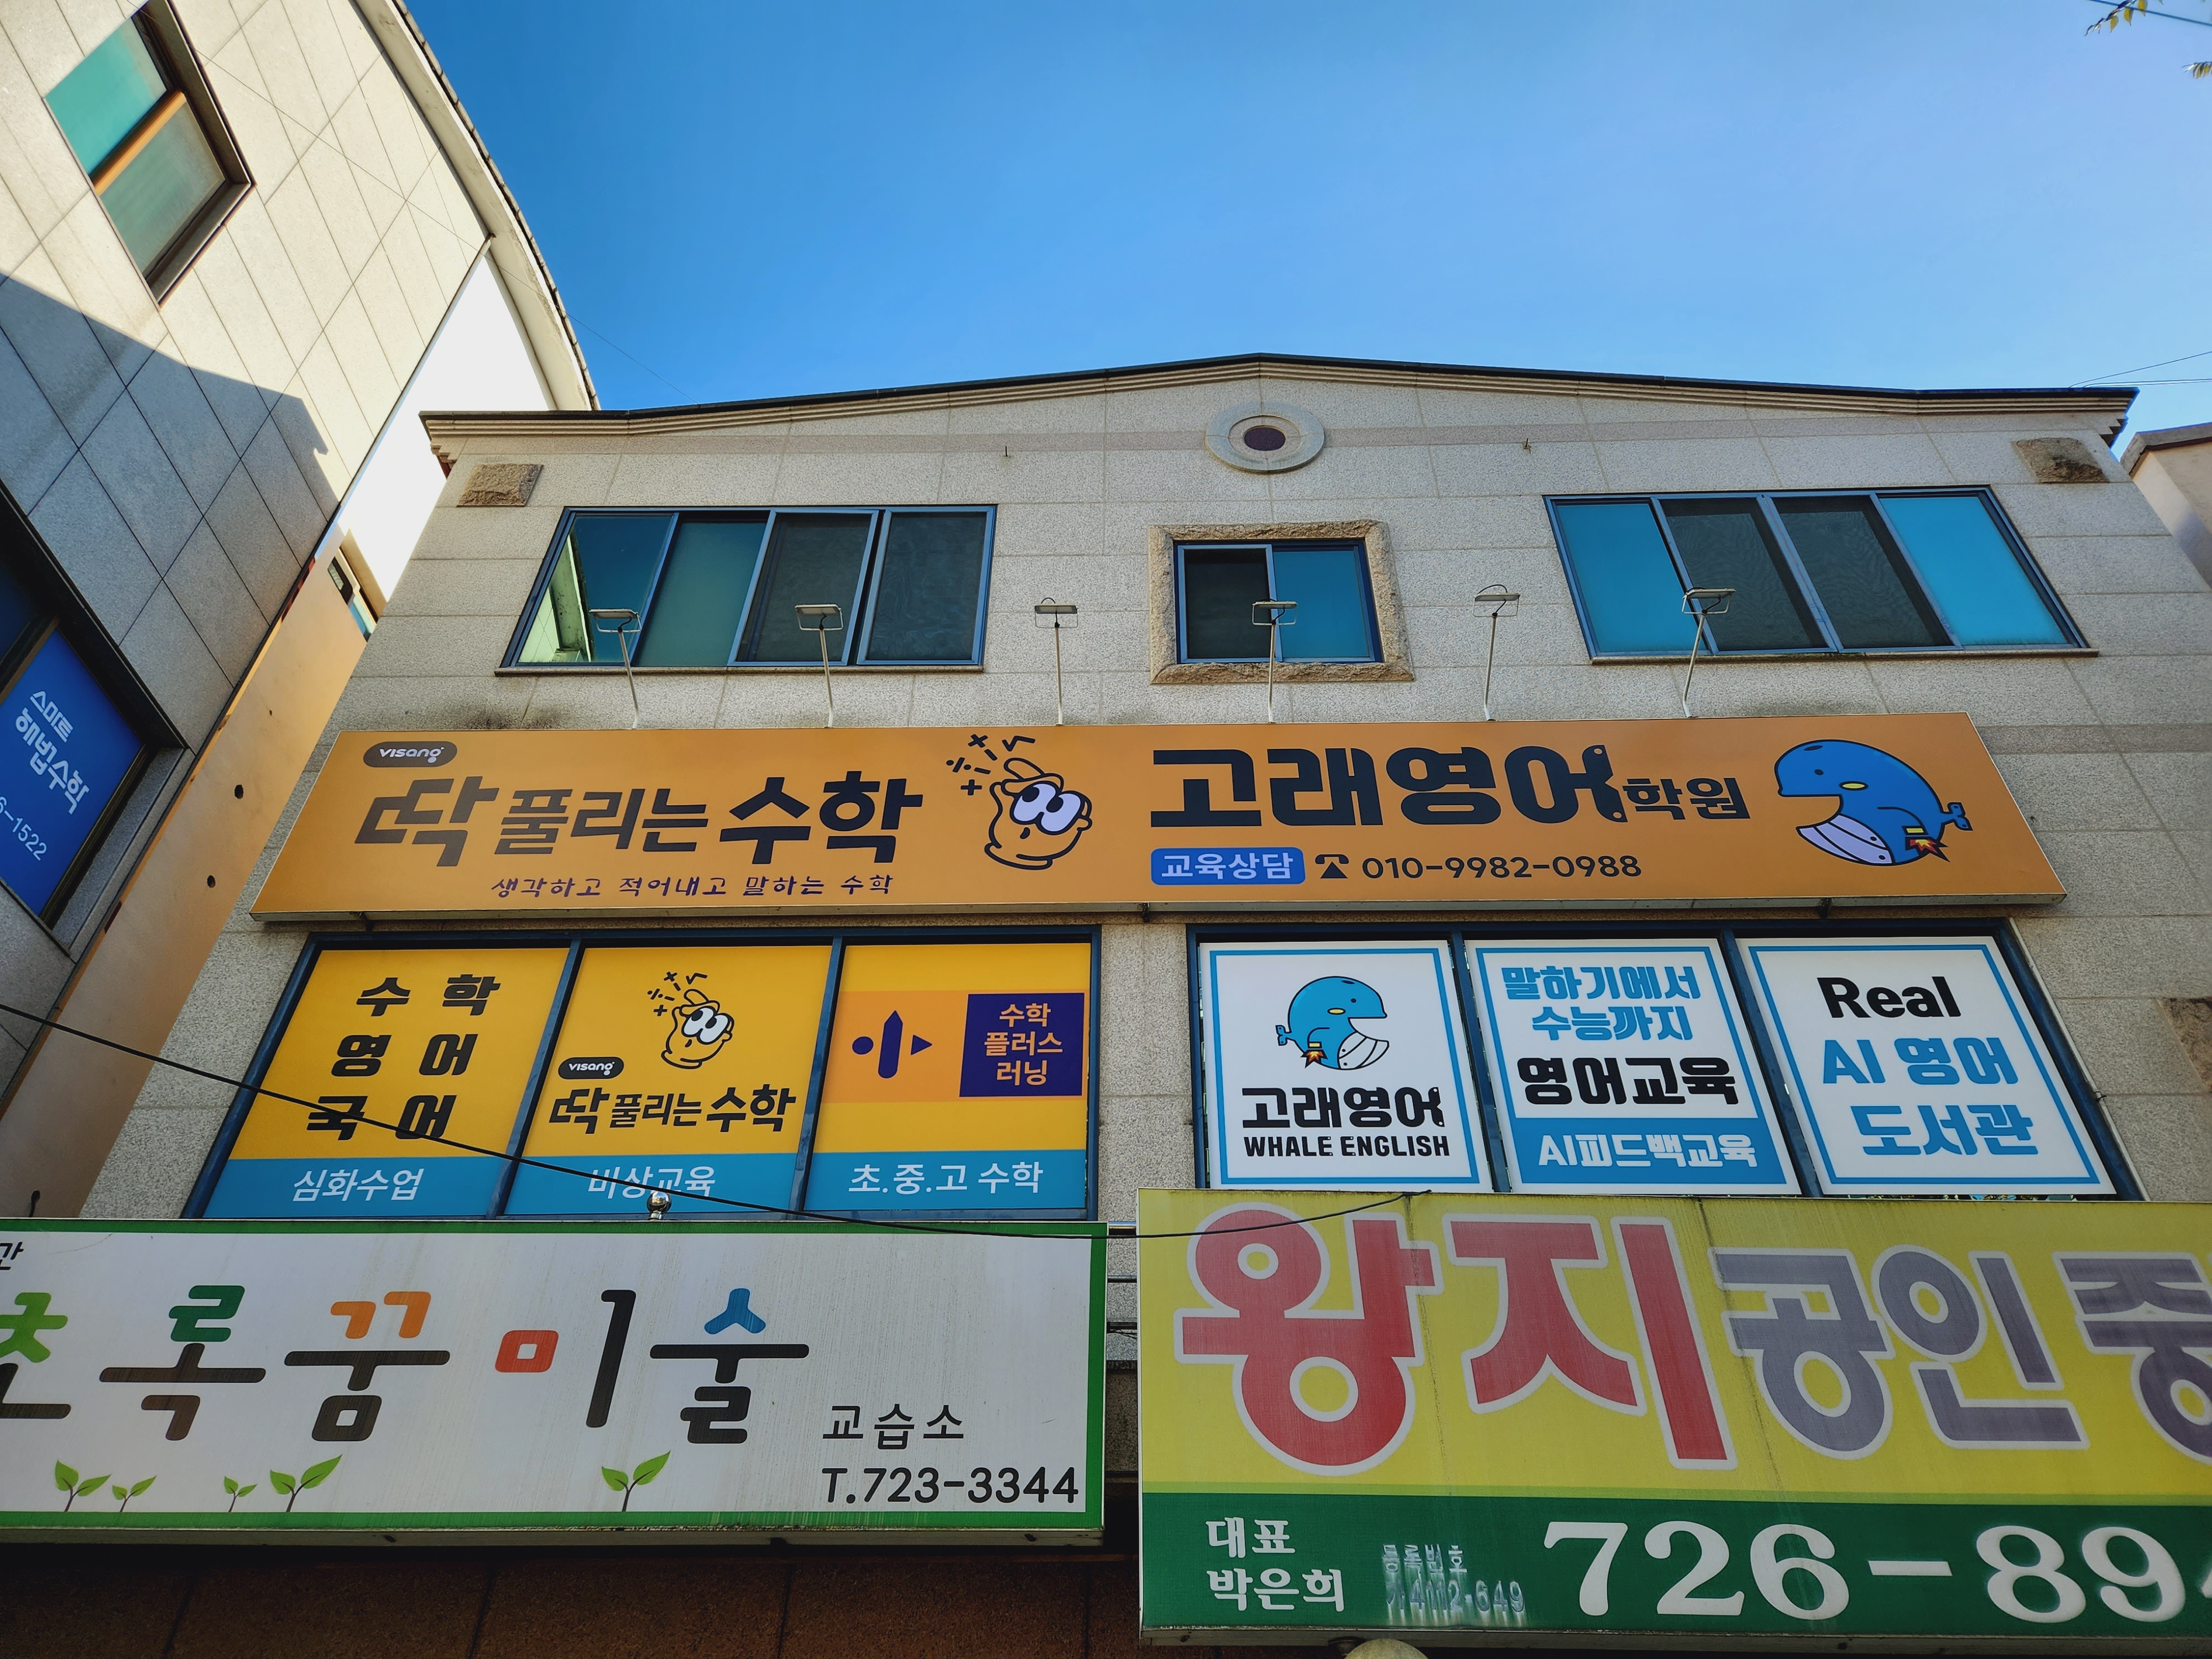 스마트
해법수학
6-1522
visang
딱 풀리는 수학
생각하고 적어내고 말하는 수학
고래영어학원
교육상담 ☎ 010-9982-0988
수학
영어
국어
심화수업
visang
딱 풀리는 수학
비상교육
수학
플러스
러닝
초.중.고 수학
고래영어
WHALE ENGLISH
말하기에서
수능까지
영어교육
AI피드백교육
Real
AI 영어
도서관
간
초록꿈 미술
교습소
T.723-3344
왕지공인중
대표
박은희
등록번호
726-89